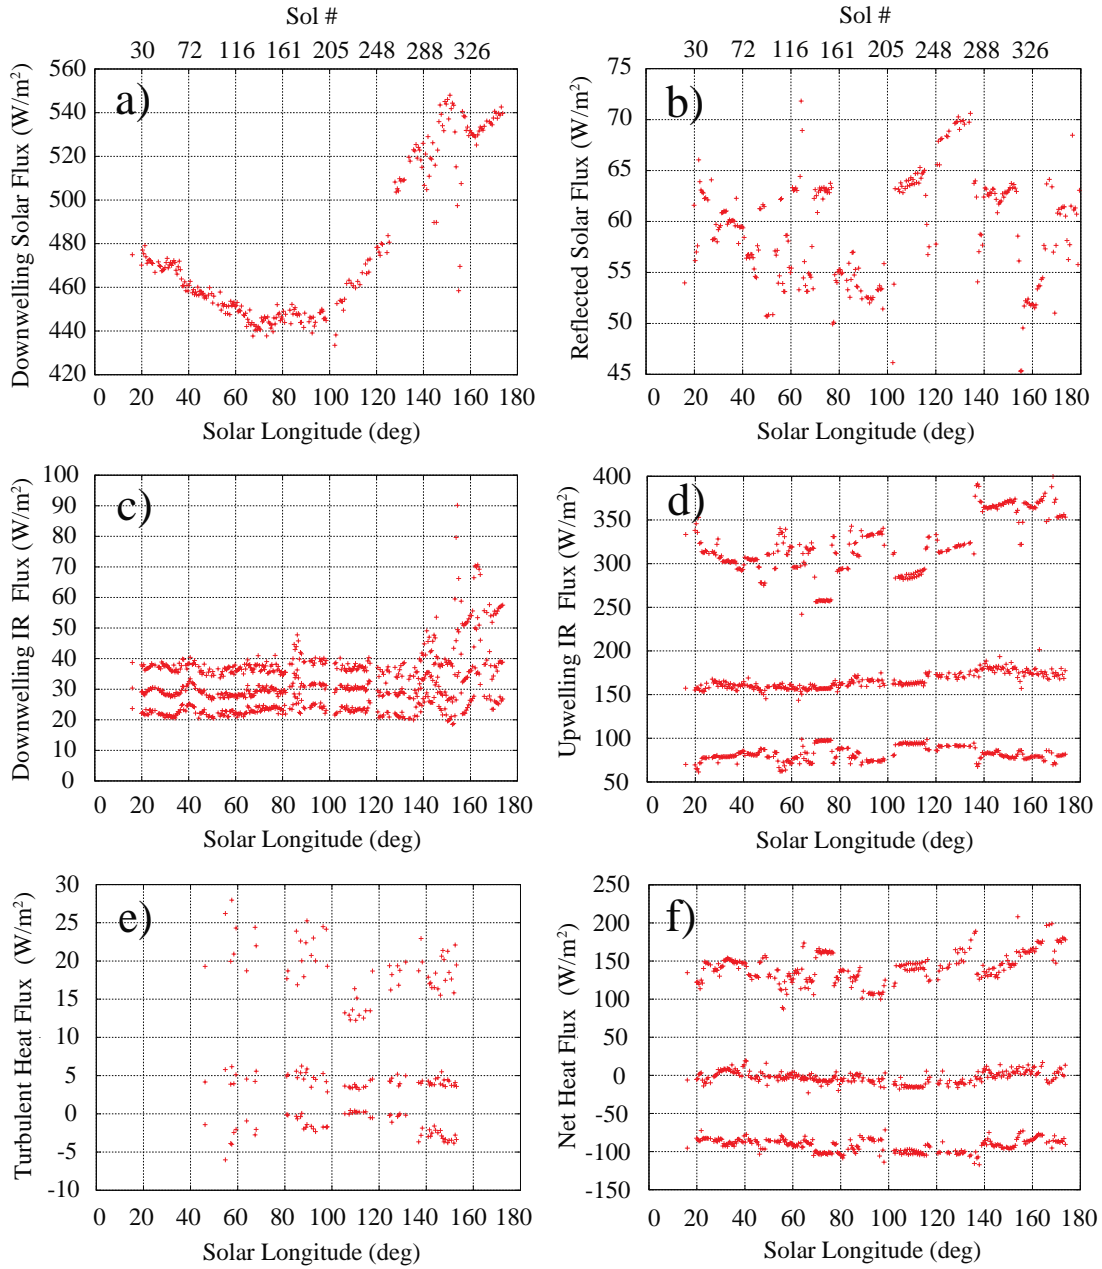 Sol #
30 72 116 161 205 248 288 326
560
540
520
500
480
460
440
420
Downwelling Solar Flux (W/m²)
a)
0 20 40 60 80 100 120 140 160 180
Solar Longitude (deg)
Sol #
30 72 116 161 205 248 288 326
75
70
65
60
55
50
45
Reflected Solar Flux (W/m²)
b)
0 20 40 60 80 100 120 140 160 180
Solar Longitude (deg)
100
90
80
70
60
50
40
30
20
10
0
Downwelling IR Flux (W/m²)
c)
0 20 40 60 80 100 120 140 160 180
Solar Longitude (deg)
400
350
300
250
200
150
100
50
Upwelling IR Flux (W/m²)
d)
0 20 40 60 80 100 120 140 160 180
Solar Longitude (deg)
30
25
20
15
10
5
0
-5
-10
Turbulent Heat Flux (W/m²)
e)
0 20 40 60 80 100 120 140 160 180
Solar Longitude (deg)
250
200
150
100
50
0
-50
-100
-150
Net Heat Flux (W/m²)
f)
0 20 40 60 80 100 120 140 160 180
Solar Longitude (deg)